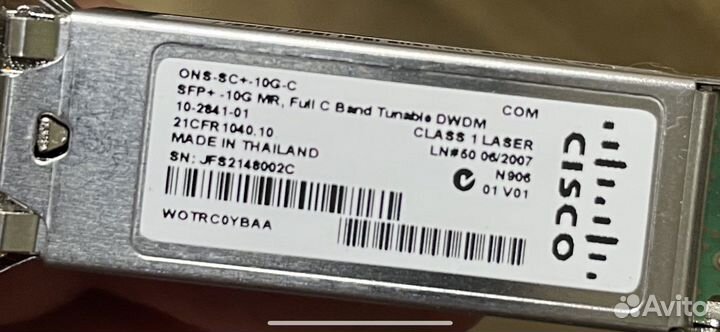 ONS-SC+-10G-C
SFP+ -10G MR, Full C Band Tunable DWDM
COM
10-2841-01
CLASS 1 LASER
21CFR1040.10
LN#50 06/2007
MADE IN THAILAND
N906
SN: JFS2148002C
01 V01
WOTRC0YBAA
CISCO
Avito